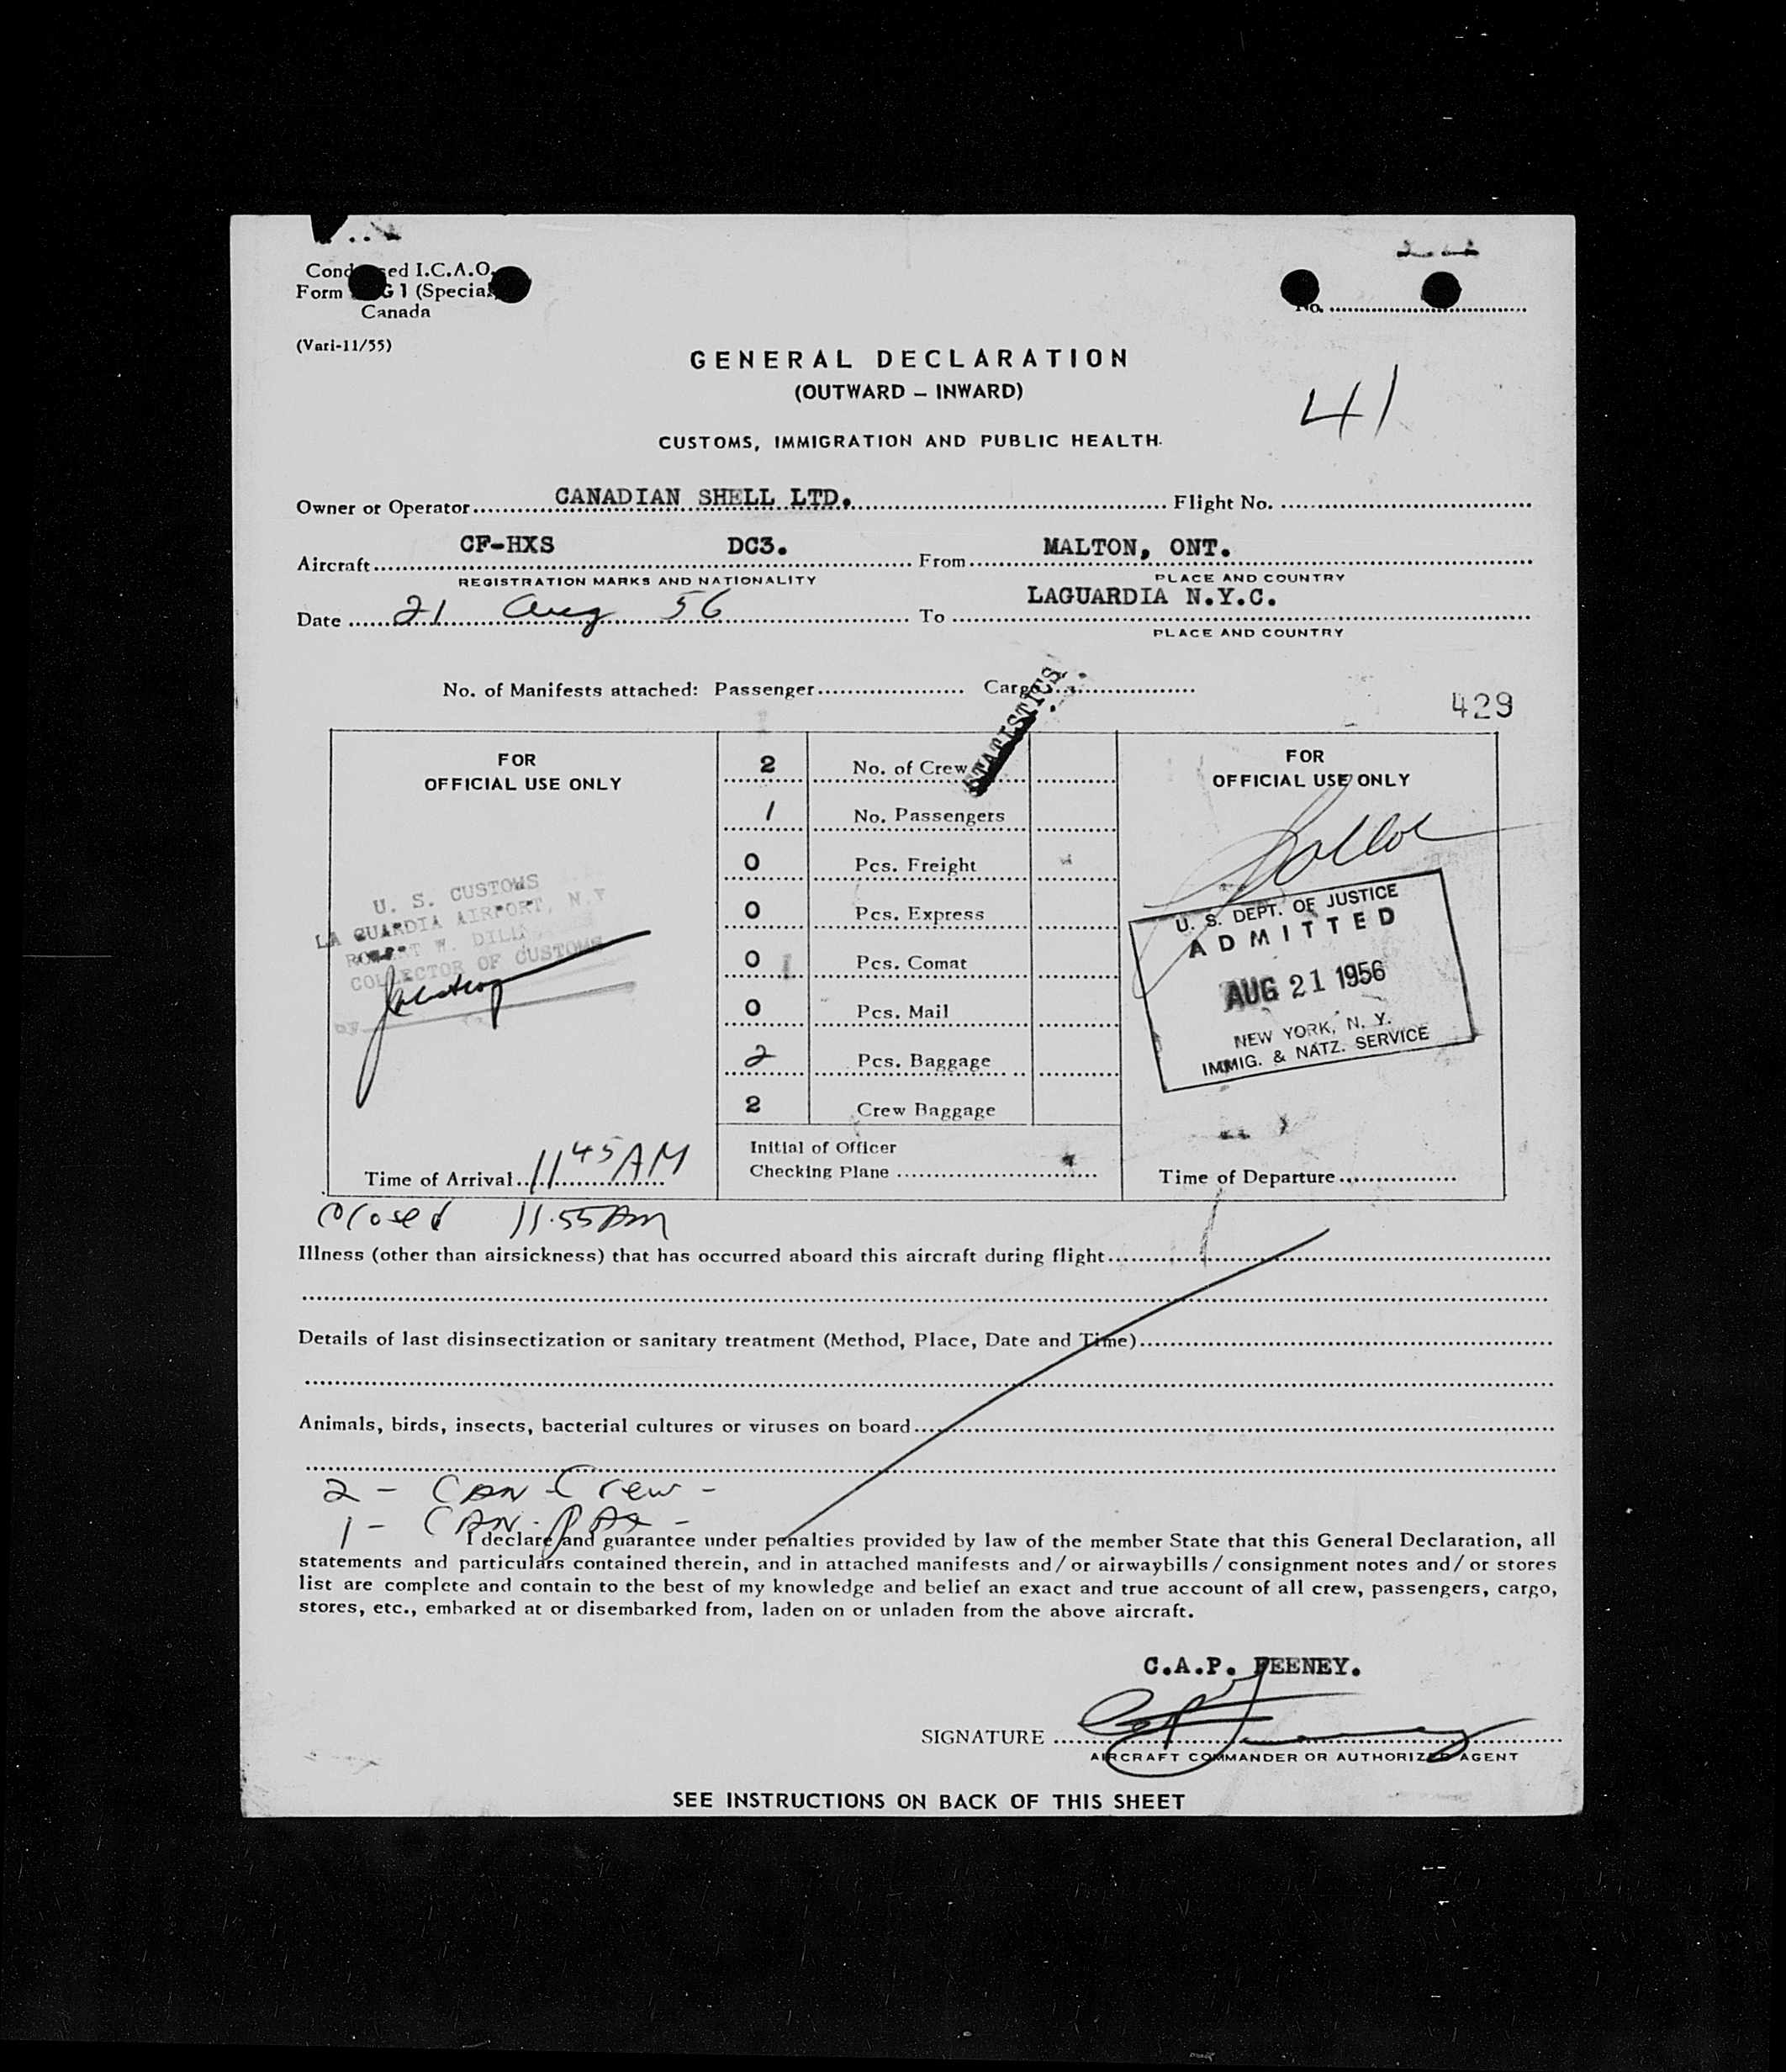 Condensed I.C.A.O.
Form G 1 (Special)
Canada
(Vari-11/55)
No.
GENERAL DECLARATION
(OUTWARD – INWARD)
41
CUSTOMS, IMMIGRATION AND PUBLIC HEALTH.
Owner or Operator CANADIAN SHELL LTD. Flight No.
Aircraft CF-HXS DC3. From MALTON, ONT.
REGISTRATION MARKS AND NATIONALITY PLACE AND COUNTRY
Date 21 Aug 56 To LAGUARDIA N.Y.C.
PLACE AND COUNTRY
No. of Manifests attached: Passenger Cargo
STATISTICS
429
FOR
OFFICIAL USE ONLY
U. S. CUSTOMS
LA GUARDIA AIRPORT, N.Y
ROBERT W. DILL
COLLECTOR OF CUSTOMS
by
Time of Arrival 11 45 AM
2 No. of Crew
1 No. Passengers
0 Pcs. Freight
0 Pcs. Express
0 Pcs. Comat
0 Pcs. Mail
2 Pcs. Baggage
2 Crew Baggage
Initial of Officer
Checking Plane
FOR
OFFICIAL USE ONLY
U. S. DEPT. OF JUSTICE
ADMITTED
AUG 21 1956
NEW YORK, N. Y.
IMMIG. & NATZ. SERVICE
Time of Departure
Closed 11.55 AM
Illness (other than airsickness) that has occurred aboard this aircraft during flight
Details of last disinsectization or sanitary treatment (Method, Place, Date and Time)
Animals, birds, insects, bacterial cultures or viruses on board
2 - CAN Crew -
1 - CAN. PAX -
I declare and guarantee under penalties provided by law of the member State that this General Declaration, all
statements and particulars contained therein, and in attached manifests and/or airwaybills/consignment notes and/or stores
list are complete and contain to the best of my knowledge and belief an exact and true account of all crew, passengers, cargo,
stores, etc., embarked at or disembarked from, laden on or unladen from the above aircraft.
C.A.P. FEENEY.
SIGNATURE
AIRCRAFT COMMANDER OR AUTHORIZED AGENT
SEE INSTRUCTIONS ON BACK OF THIS SHEET